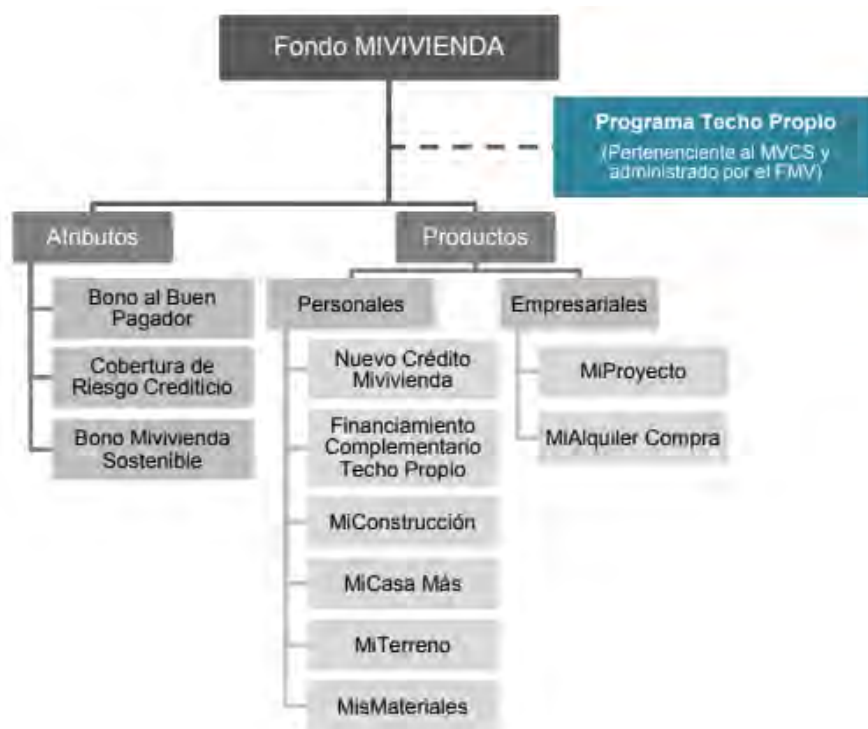 Fondo MIVIVIENDA
Programa Techo Propio
(Pertenenciente al MVCS y
administrado por el FMV)
Atributos
Bono al Buen
Pagador
Cobertura de
Riesgo Crediticio
Bono Mivivienda
Sostenible
Productos
Personales
Nuevo Crédito
Mivivienda
Financiamiento
Complementario
Techo Propio
MiConstrucción
MiCasa Más
MiTerreno
MisMateriales
Empresariales
MiProyecto
MiAlquiler Compra